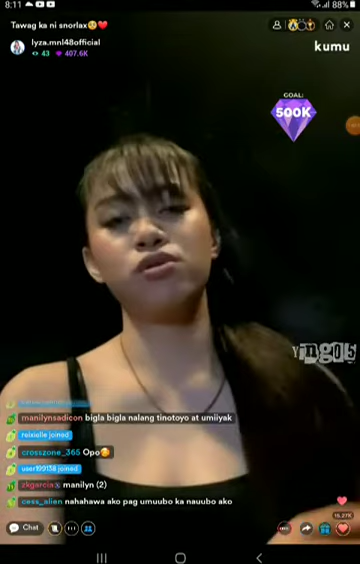 8:11
88%
Tawag ka ni snorlax🥺❤️
lyza.mnl48official
43 407.6K
kumu
GOAL:
500K
Yingo5
manilynsadicon bigla bigla nalang tinotoyo at umiiyak
reixielle joined
crosszone_365 Opo🥰
user199138 joined
zkgarcia: manilyn (2)
cess_alien nahahawa ako pag umuubo ka nauubo ako
15.27K
Chat